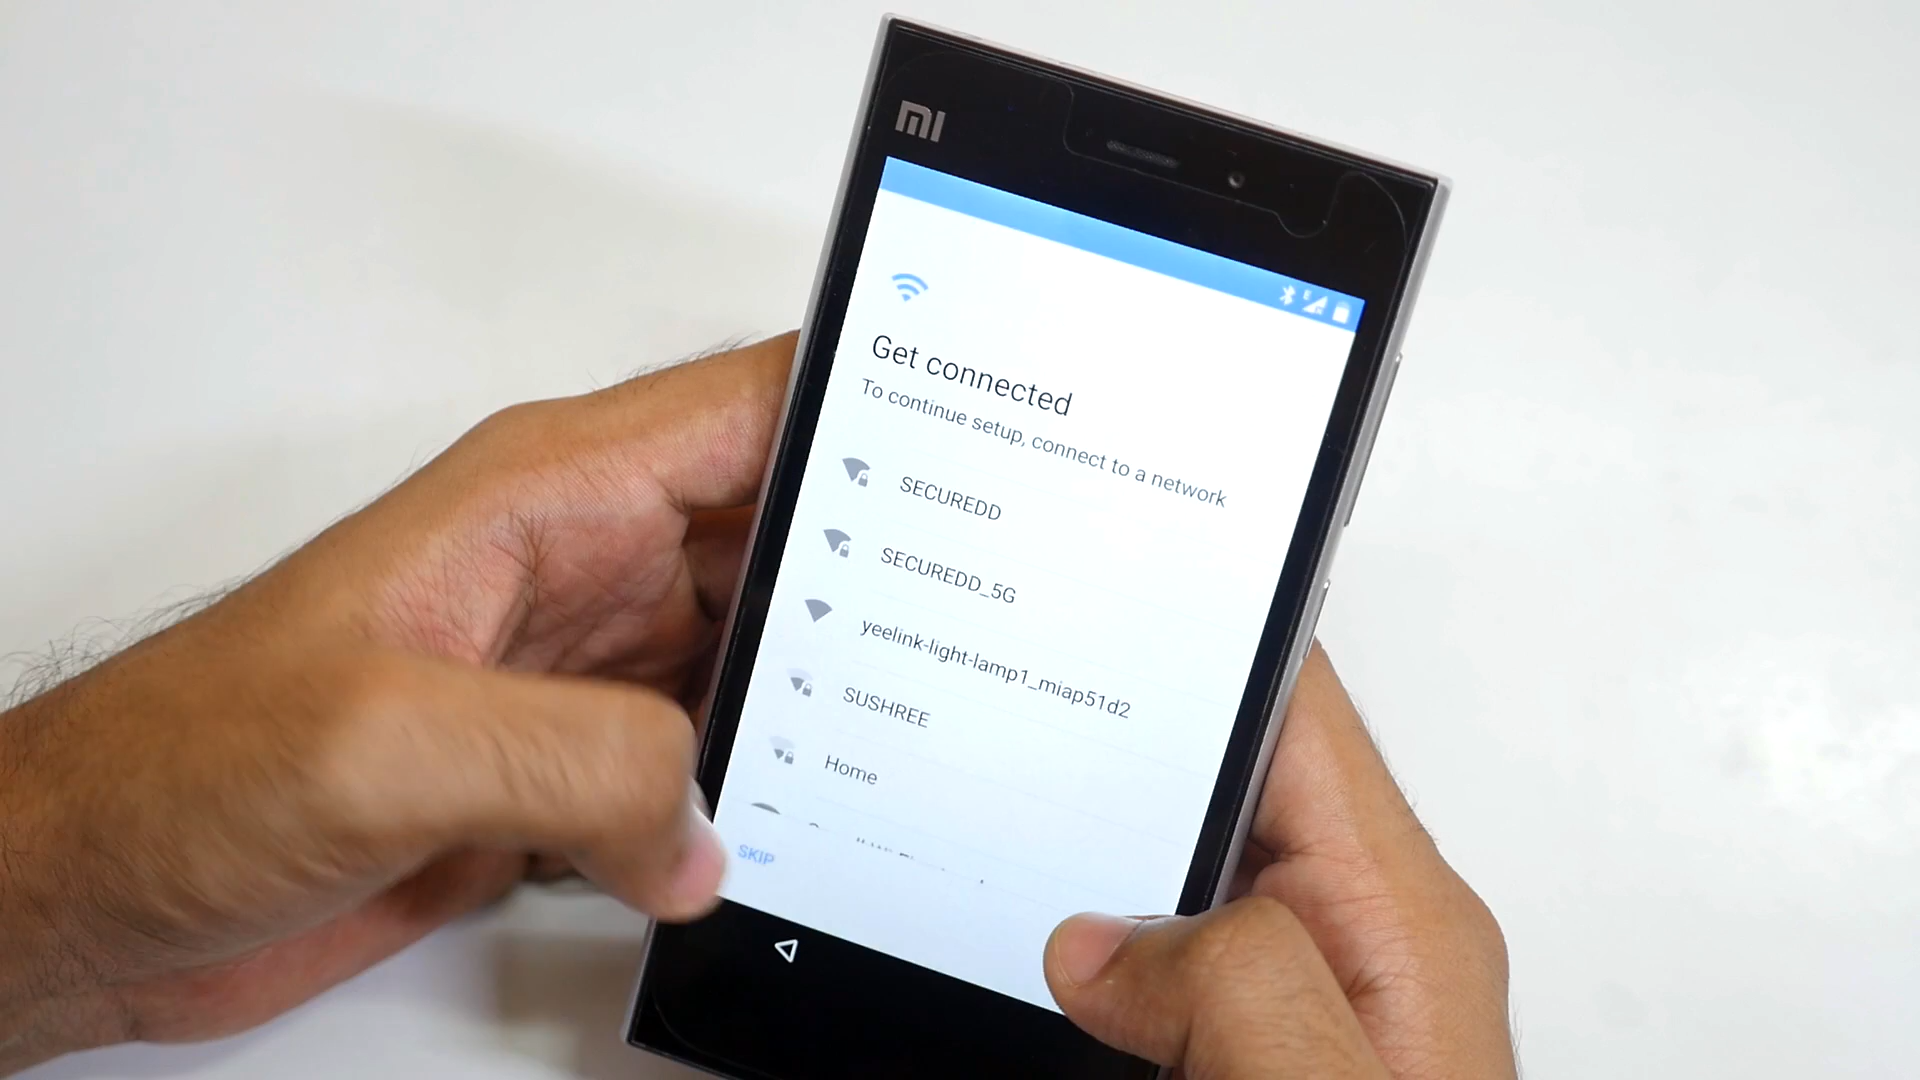 mi
Get connected
To continue setup, connect to a network
SECUREDD
SECUREDD_5G
yeelink-light-lamp1_miap51d2
SUSHREE
Home
SKIP